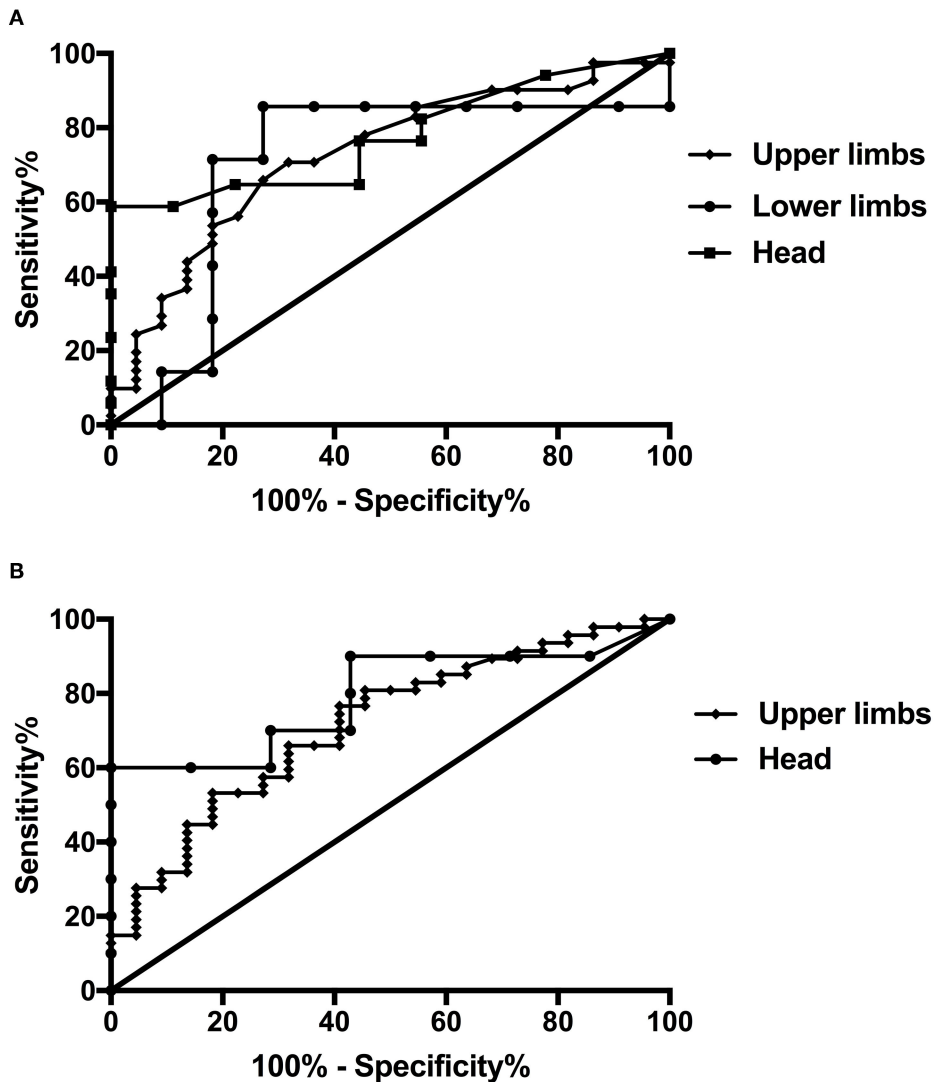 A
100
80
60
40
20
0
Sensitivity%
0 20 40 60 80 100
100% - Specificity%
Upper limbs
Lower limbs
Head
B
100
80
60
40
20
0
Sensitivity%
0 20 40 60 80 100
100% - Specificity%
Upper limbs
Head